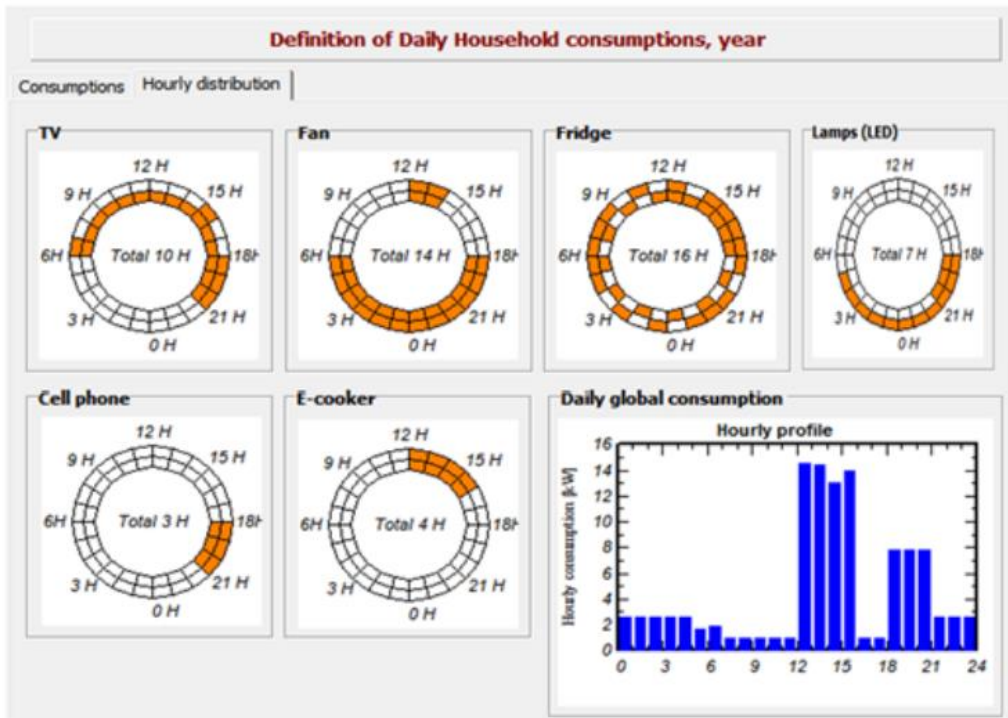 Definition of Daily Household consumptions, year
Consumptions
Hourly distribution
TV
12 H
9 H
15 H
6H
Total 10 H
18H
3 H
21 H
0 H
Fan
12 H
9 H
15 H
6H
Total 14 H
18H
3 H
21 H
0 H
Fridge
12 H
9 H
15 H
6H
Total 16 H
18H
3 H
21 H
0 H
Lamps (LED)
12 H
9 H
15 H
6H
Total 7 H
18H
3 H
21 H
0 H
Cell phone
12 H
9 H
15 H
6H
Total 3 H
18H
3 H
21 H
0 H
E-cooker
12 H
9 H
15 H
6H
Total 4 H
18H
3 H
21 H
0 H
Daily global consumption
Hourly profile
Hourly consumption [kW]
16
14
12
10
8
6
4
2
0
0 3 6 9 12 15 18 21 24